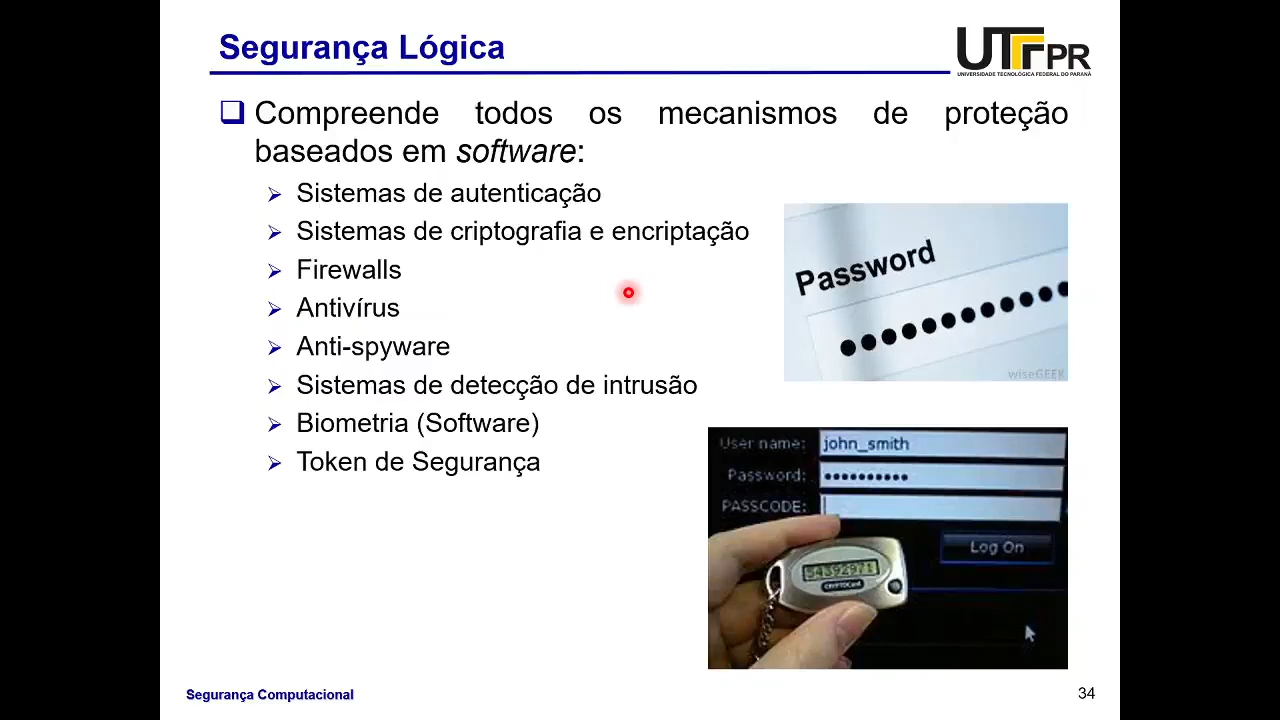 Segurança Lógica
UTFPR
UNIVERSIDADE TECNOLÓGICA FEDERAL DO PARANÁ
Compreende todos os mecanismos de proteção
baseados em software:
Sistemas de autenticação
Sistemas de criptografia e encriptação
Firewalls
Antivírus
Anti-spyware
Sistemas de detecção de intrusão
Biometria (Software)
Token de Segurança
Password
wiseGEEK
User name: john_smith
Password:
PASSCODE:
Log On
54392971
CRYPTOCard
Segurança Computacional
34